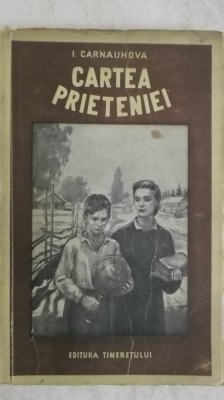 I. CARNAUHOVA
CARTEA
PRIETENIEI
EDITURA TINERETULUI